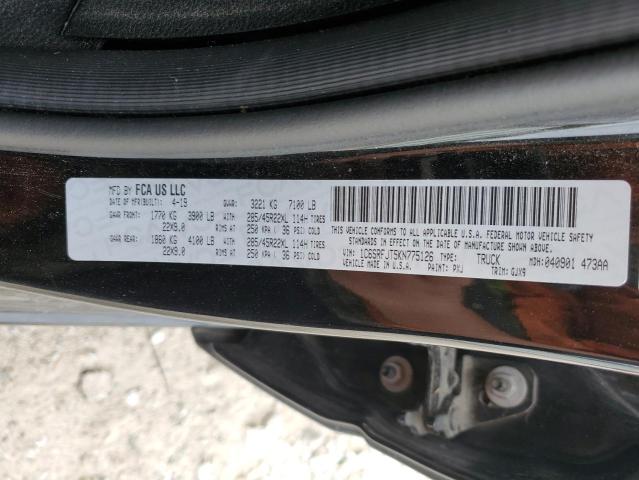 MFD BY FCA US LLC
DATE OF MFR(BUILT): 4-19 GVWR: 3221 KG 7100 LB
GAWR FRONT: 1770 KG 3900 LB WITH 285/45R22XL 114H TIRES
22X9.0 RIMS AT 250 KPA ( 36 PSI) COLD
GAWR REAR: 1860 KG 4100 LB WITH 285/45R22XL 114H TIRES
22X9.0 RIMS AT 250 KPA ( 36 PSI) COLD
THIS VEHICLE CONFORMS TO ALL APPLICABLE U.S.A. FEDERAL MOTOR VEHICLE SAFETY
STANDARDS IN EFFECT ON THE DATE OF MANUFACTURE SHOWN ABOVE.
VIN: 1C6SRFJT5KN775126 TYPE: TRUCK MDH: 040901 473AA
VEHICLE MADE IN U.S.A. PAINT: PXJ TRIM: GJX9